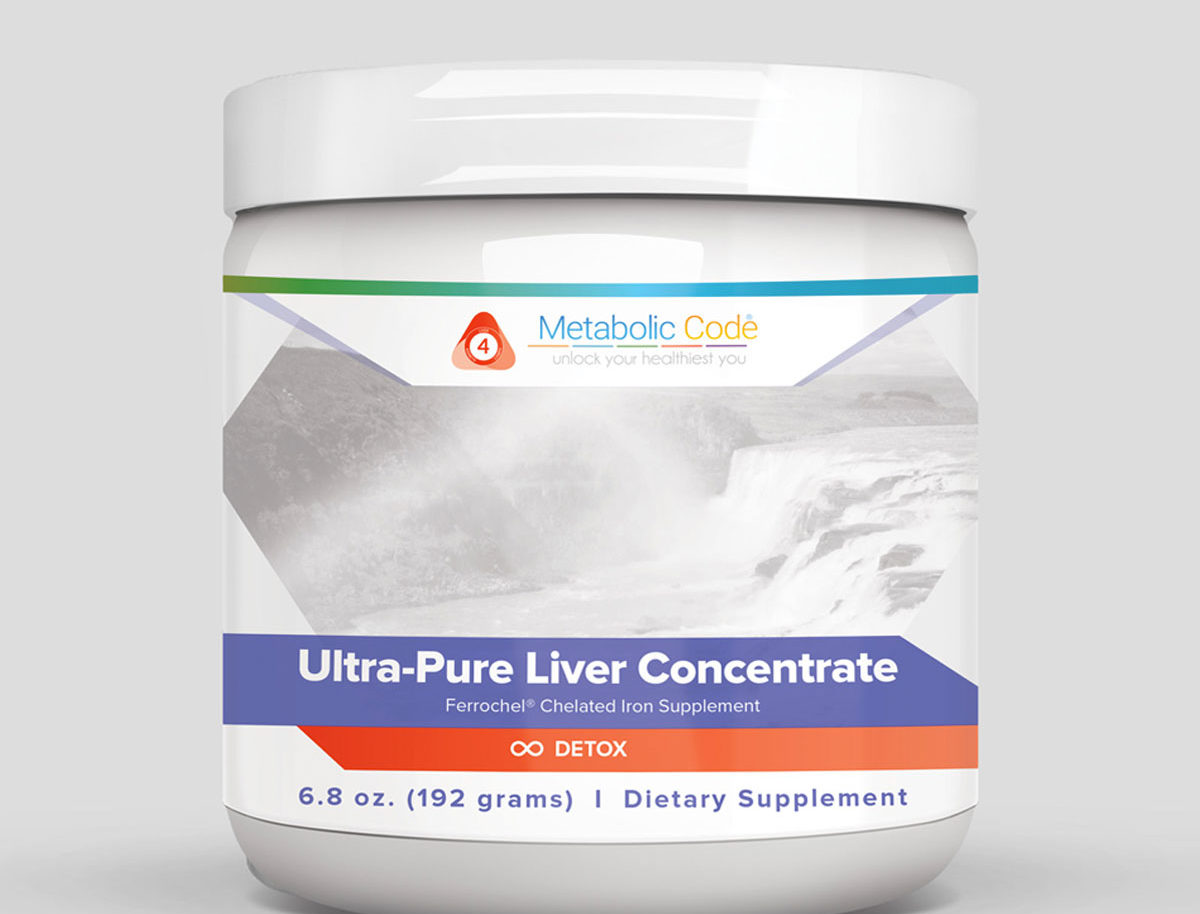 4
Metabolic Code®
unlock your healthiest you
Ultra-Pure Liver Concentrate
Ferrochel® Chelated Iron Supplement
∞ DETOX
6.8 oz. (192 grams) | Dietary Supplement